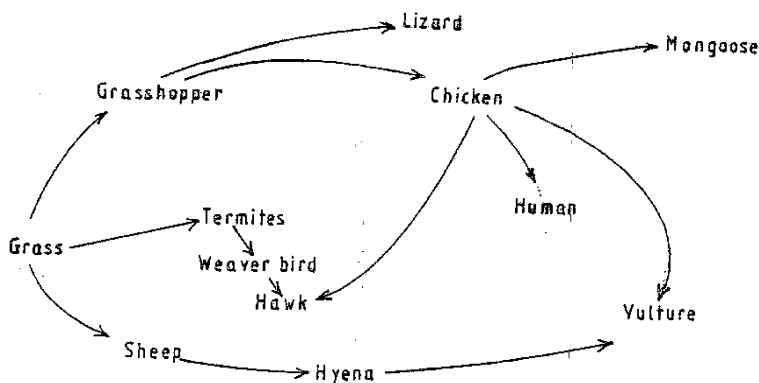 Lizard
Mongoose
Grasshopper
Chicken
Termites
Human
Grass
Weaver bird
Hawk
Vulture
Sheep
Hyena